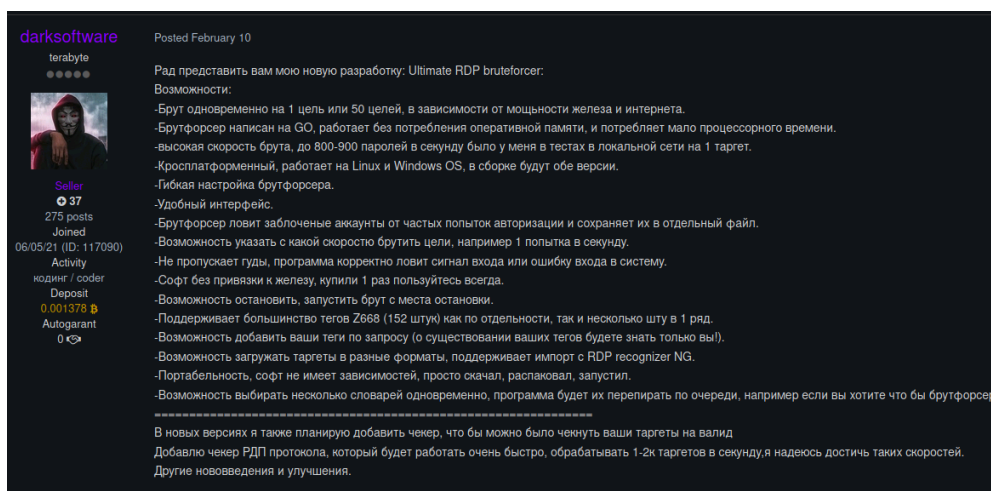 darksoftware
terabyte
Seller
37
275 posts
Joined
06/05/21 (ID: 117090)
Activity
кодинг / coder
Deposit
0.001378 ₿
Autogarant
0
Posted February 10
Рад представить вам мою новую разработку: Ultimate RDP bruteforcer:
Возможности:
-Брут одновременно на 1 цель или 50 целей, в зависимости от мощьности железа и интернета.
-Брутфорсер написан на GO, работает без потребления оперативной памяти, и потребляет мало процессорного времени.
-высокая скорость брута, до 800-900 паролей в секунду было у меня в тестах в локальной сети на 1 таргет.
-Кросплатформенный, работает на Linux и Windows OS, в сборке будут обе версии.
-Гибкая настройка брутфорсера.
-Удобный интерфейс.
-Брутфорсер ловит заблоченые аккаунты от частых попыток авторизации и сохраняет их в отдельный файл.
-Возможность указать с какой скоростю брутить цели, например 1 попытка в секунду.
-Не пропускает гуды, программа корректно ловит сигнал входа или ошибку входа в систему.
-Софт без привязки к железу, купили 1 раз пользуйтесь всегда.
-Возможность остановить, запустить брут с места остановки.
-Поддерживает большинство тегов Z668 (152 штук) как по отдельности, так и несколько шту в 1 ряд.
-Возможность добавить ваши теги по запросу (о существовании ваших тегов будете знать только вы!).
-Возможность загружать таргеты в разные форматы, поддерживает импорт с RDP recognizer NG.
-Портабельность, софт не имеет зависимостей, просто скачал, распаковал, запустил.
-Возможность выбирать несколько словарей одновременно, программа будет их перепирать по очереди, например если вы хотите что бы брутфорсер
================================================================
В новых версиях я также планирую добавить чекер, что бы можно было чекнуть ваши таргеты на валид
Добавлю чекер РДП протокола, который будет работать очень быстро, обрабатывать 1-2к таргетов в секунду,я надеюсь достичь таких скоростей.
Другие нововведения и улучшения.